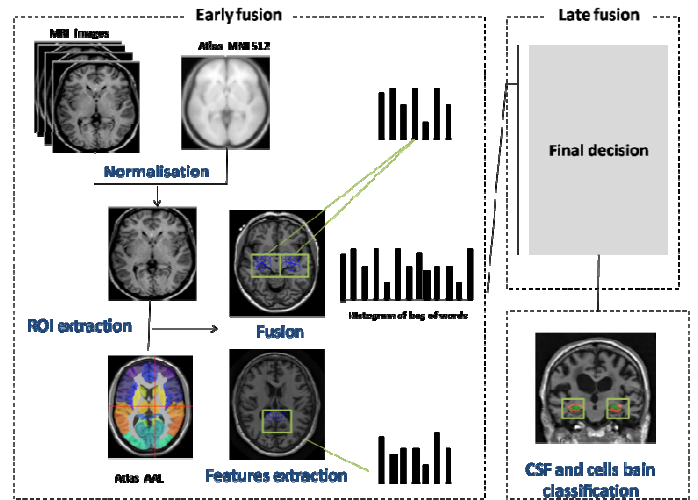 Early fusion
Late fusion
MRI Images
Atlas MNI 512
Normalisation
Final decision
ROI extraction
Fusion
Histogram of bag of words
Atlas AAL
Features extraction
CSF and cells bain
classification